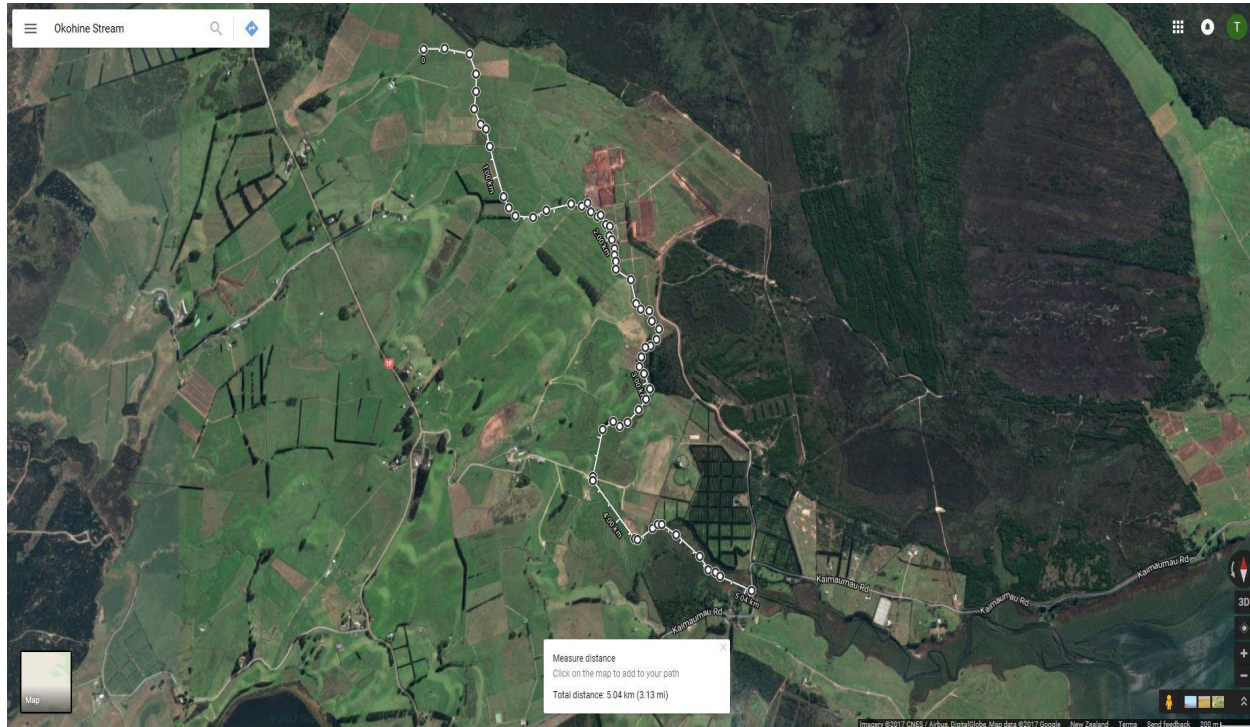 Okohine Stream
T
0
1.00 km
2.00 km
1F
3.00 km
4.00 km
5.04 km
Kaimaumau Rd
Kaimaumau Rd
Kaimaumau Rd
Kaimaumau Rd
3D
Measure distance
Click on the map to add to your path
Total distance: 5.04 km (3.13 mi)
Map
Imagery ©2017 CNES / Airbus, DigitalGlobe, Map data ©2017 Google New Zealand Terms Send feedback 200 m